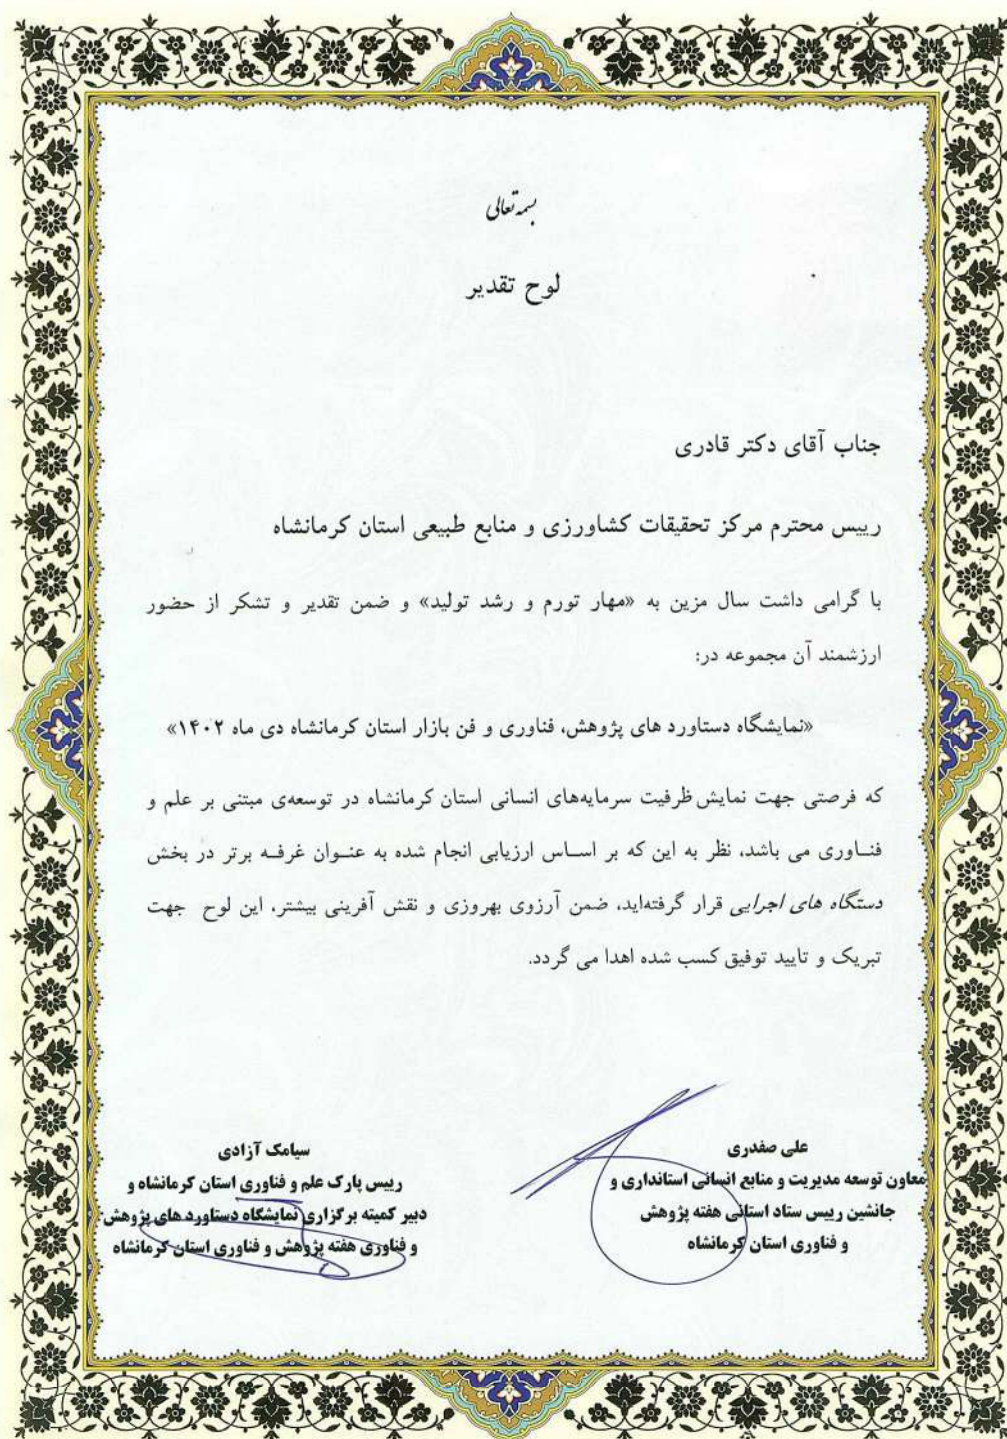 بسمه تعالی
لوح تقدیر
جناب آقای دکتر قادری
رییس محترم مرکز تحقیقات کشاورزی و منابع طبیعی استان کرمانشاه
با گرامی داشت سال مزین به «مهار تورم و رشد تولید» و ضمن تقدیر و تشکر از حضور
ارزشمند آن مجموعه در:
«نمایشگاه دستاورد های پژوهش، فناوری و فن بازار استان کرمانشاه دی ماه ۱۴۰۲»
که فرصتی جهت نمایش ظرفیت سرمایه‌های انسانی استان کرمانشاه در توسعه‌ی مبتنی بر علم و
فنــاوری می باشد، نظر به این که بر اســاس ارزیابی انجام شده به عنــوان غرفــه برتر در بخش
دستگاه های اجرایی قرار گرفته‌اید، ضمن آرزوی بهروزی و نقش آفرینی بیشتر، این لوح جهت
تبریک و تایید توفیق کسب شده اهدا می گردد.
علی صفدری
معاون توسعه مدیریت و منابع انسانی استانداری و
جانشین رییس ستاد استانی هفته پژوهش
و فناوری استان کرمانشاه
سیامک آزادی
رییس پارک علم و فناوری استان کرمانشاه و
دبیر کمیته برگزاری نمایشگاه دستاورد های پژوهش
و فناوری هفته پژوهش و فناوری استان کرمانشاه